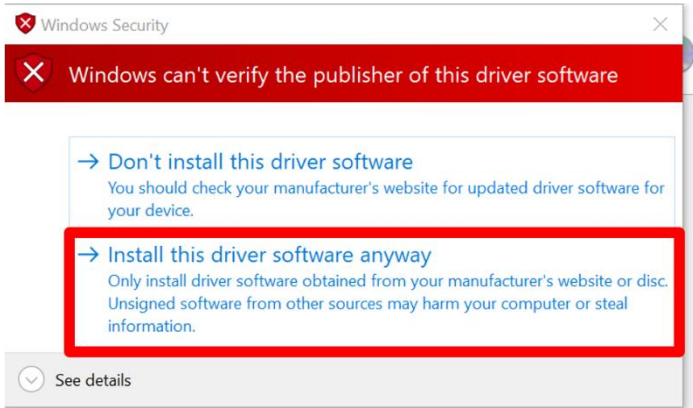 Windows Security
Windows can't verify the publisher of this driver software
Don't install this driver software
You should check your manufacturer's website for updated driver software for
your device.
Install this driver software anyway
Only install driver software obtained from your manufacturer's website or disc.
Unsigned software from other sources may harm your computer or steal
information.
See details